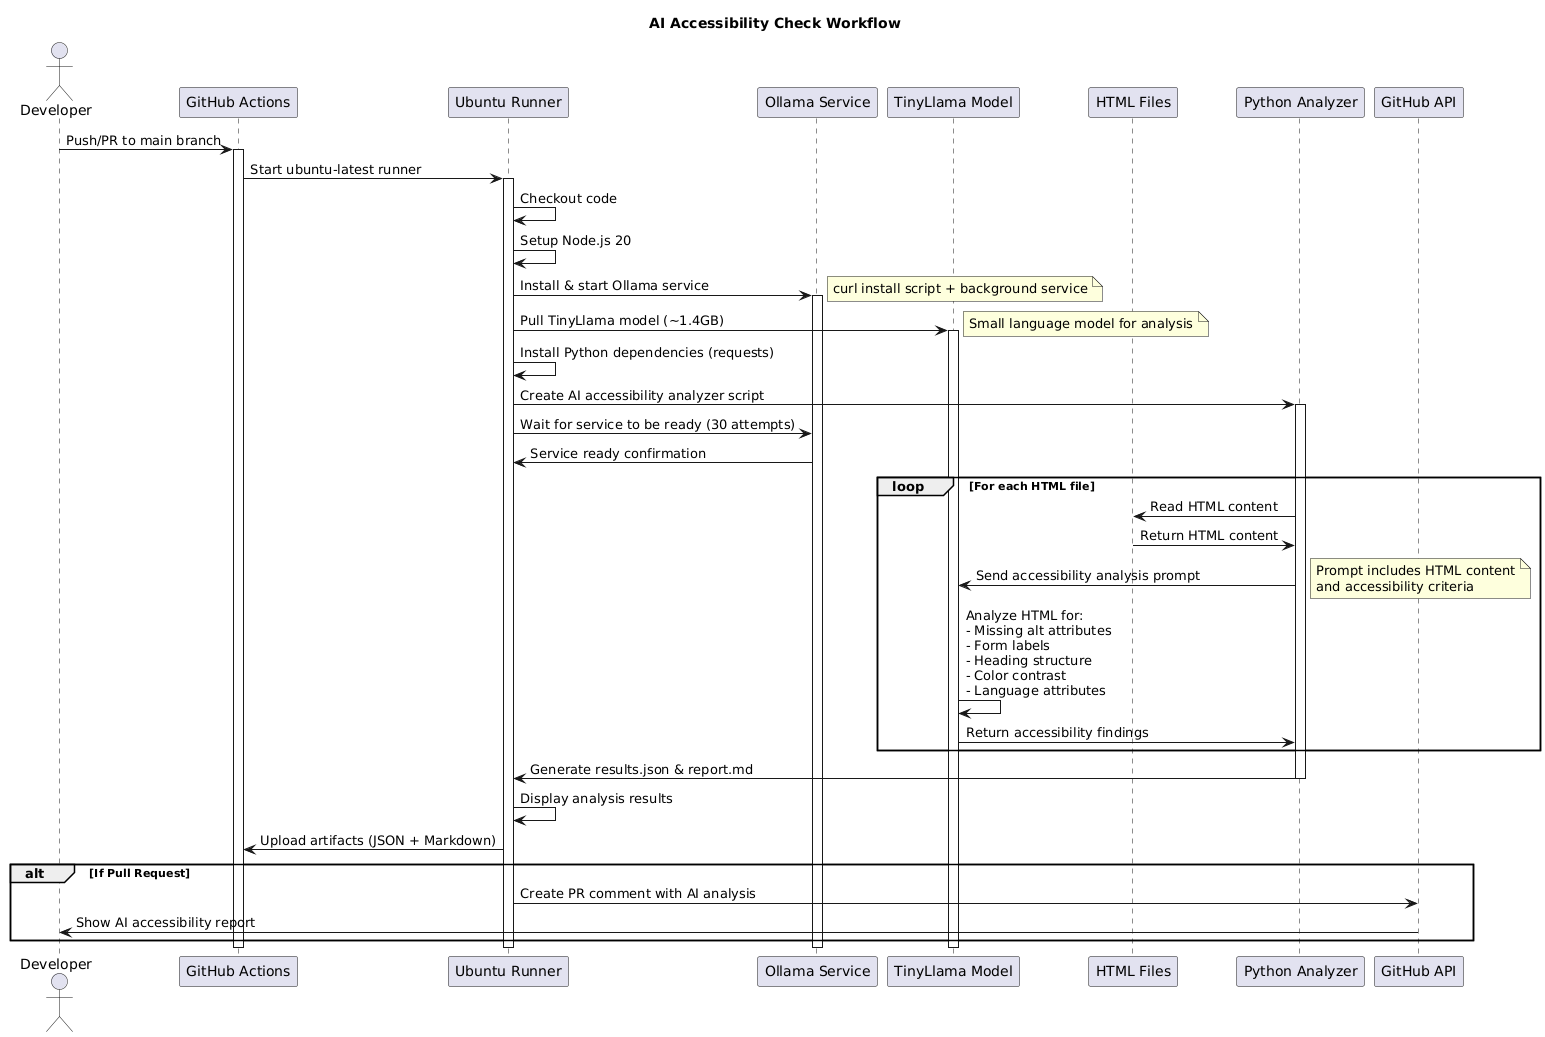 AI Accessibility Check Workflow
Developer
GitHub Actions
Ubuntu Runner
Ollama Service
TinyLlama Model
HTML Files
Python Analyzer
GitHub API
Push/PR to main branch
Start ubuntu-latest runner
Checkout code
Setup Node.js 20
Install & start Ollama service
curl install script + background service
Pull TinyLlama model (~1.4GB)
Small language model for analysis
Install Python dependencies (requests)
Create AI accessibility analyzer script
Wait for service to be ready (30 attempts)
Service ready confirmation
loop
[For each HTML file]
Read HTML content
Return HTML content
Send accessibility analysis prompt
Prompt includes HTML content
and accessibility criteria
Analyze HTML for:
- Missing alt attributes
- Form labels
- Heading structure
- Color contrast
- Language attributes
Return accessibility findings
Generate results.json & report.md
Display analysis results
Upload artifacts (JSON + Markdown)
alt
[If Pull Request]
Create PR comment with AI analysis
Show AI accessibility report
Developer
GitHub Actions
Ubuntu Runner
Ollama Service
TinyLlama Model
HTML Files
Python Analyzer
GitHub API